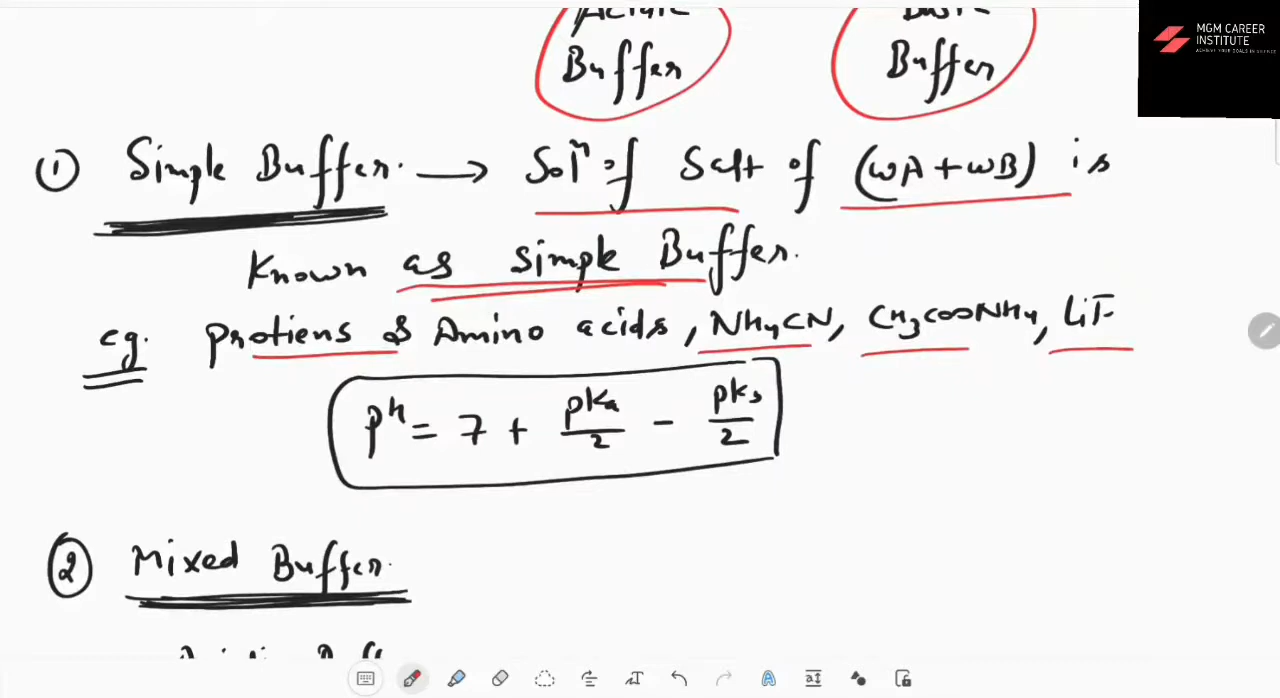 Buffer Buffer
MGM CAREER
INSTITUTE
① Simple Buffer. → Solⁿ of Salt of (wA + wB) is
Known as simple Buffer.
eg. Protiens & Amino acids, NH4CN, CH3COONH4, LiF
pH = 7 + pKa/2 - pKb/2
② Mixed Buffer.